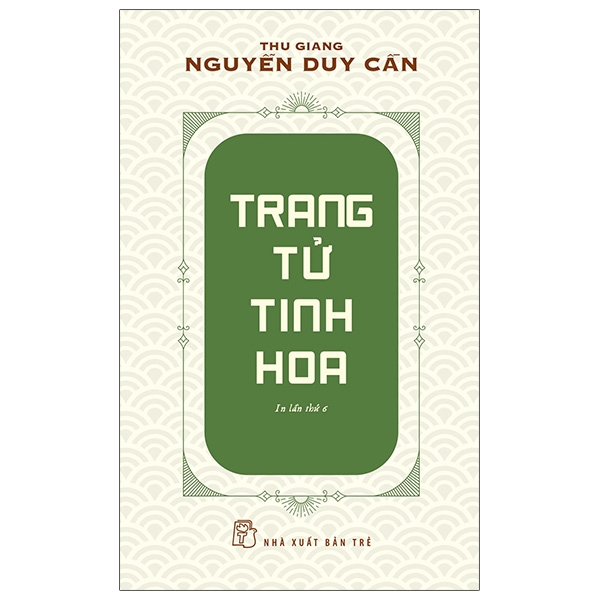 THU GIANG
NGUYỄN DUY CẦN
TRANG
TỬ
TINH
HOA
In lần thứ 6
NHÀ XUẤT BẢN TRẺ